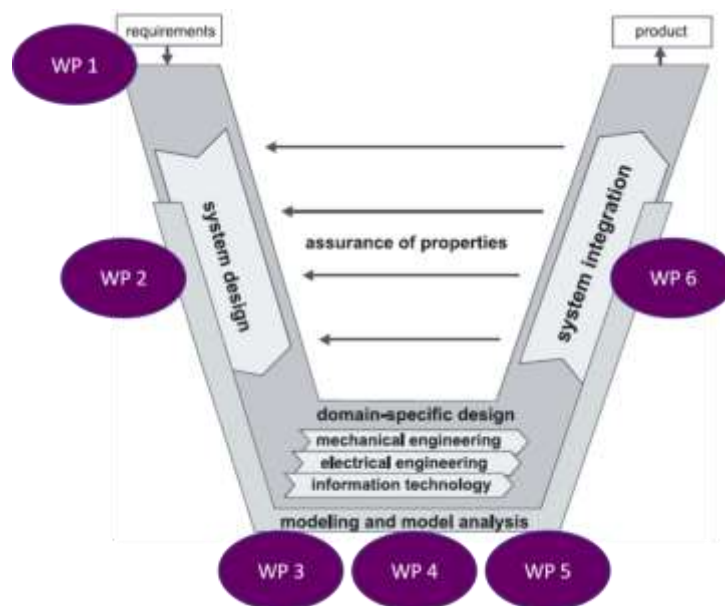 requirements
product
WP 1
system design
assurance of properties
system integration
WP 2
WP 6
domain-specific design
mechanical engineering
electrical engineering
information technology
modeling and model analysis
WP 3
WP 4
WP 5